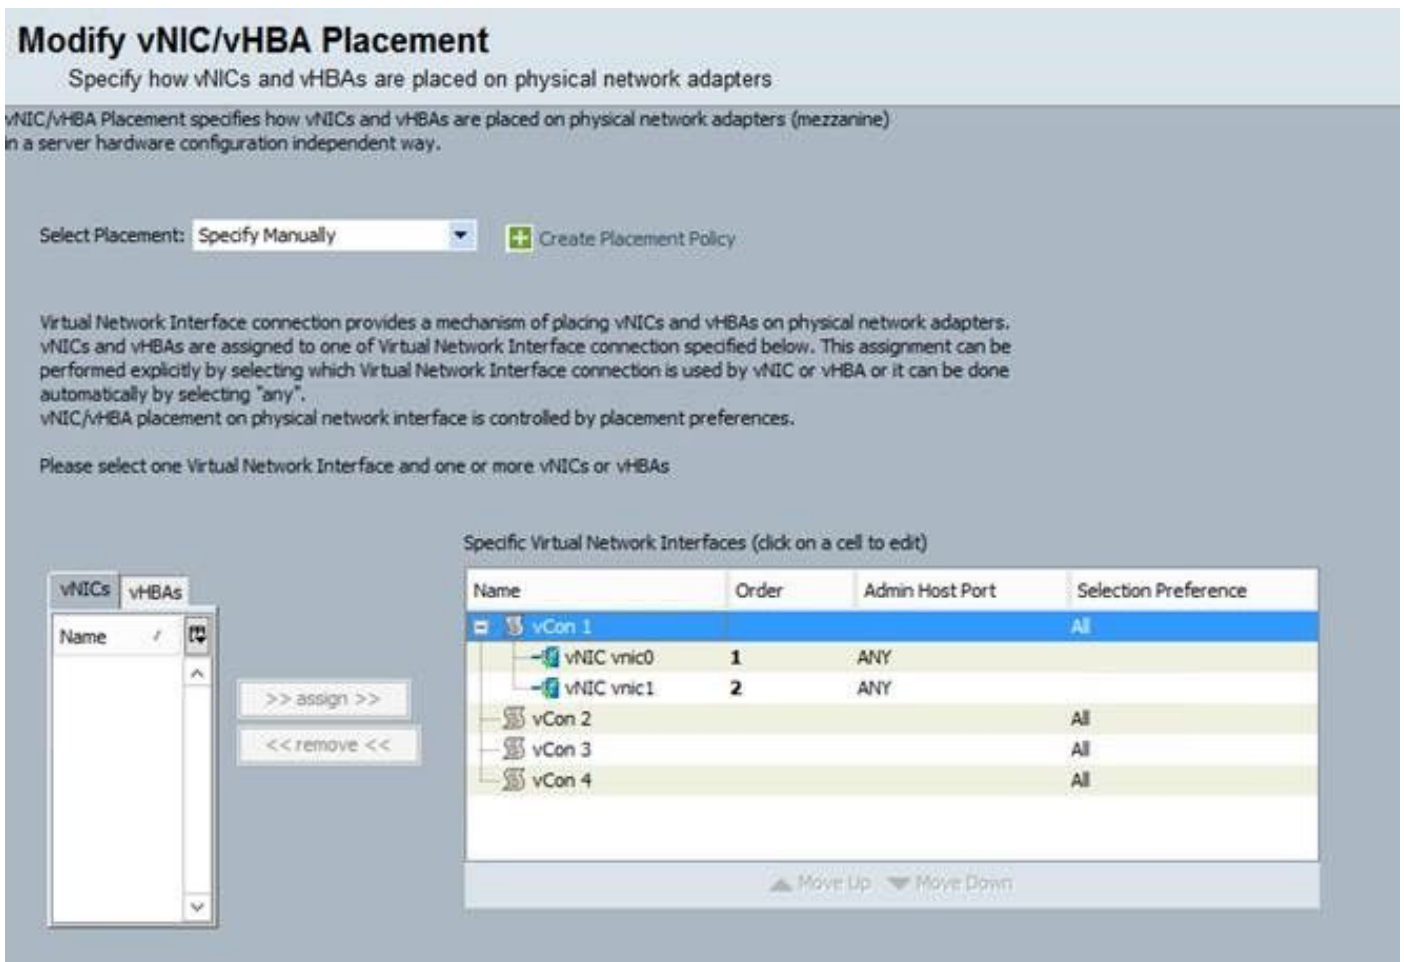 Modify vNIC/vHBA Placement
Specify how vNICs and vHBAs are placed on physical network adapters
vNIC/vHBA Placement specifies how vNICs and vHBAs are placed on physical network adapters (mezzanine)
in a server hardware configuration independent way.
Select Placement: Specify Manually Create Placement Policy
Virtual Network Interface connection provides a mechanism of placing vNICs and vHBAs on physical network adapters.
vNICs and vHBAs are assigned to one of Virtual Network Interface connection specified below. This assignment can be
performed explicitly by selecting which Virtual Network Interface connection is used by vNIC or vHBA or it can be done
automatically by selecting "any".
vNIC/vHBA placement on physical network interface is controlled by placement preferences.
Please select one Virtual Network Interface and one or more vNICs or vHBAs
Specific Virtual Network Interfaces (click on a cell to edit)
vNICs vHBAs
Name
>> assign >>
<< remove <<
Name Order Admin Host Port Selection Preference
vCon 1 All
vNIC vnic0 1 ANY
vNIC vnic1 2 ANY
vCon 2 All
vCon 3 All
vCon 4 All
Move Up Move Down